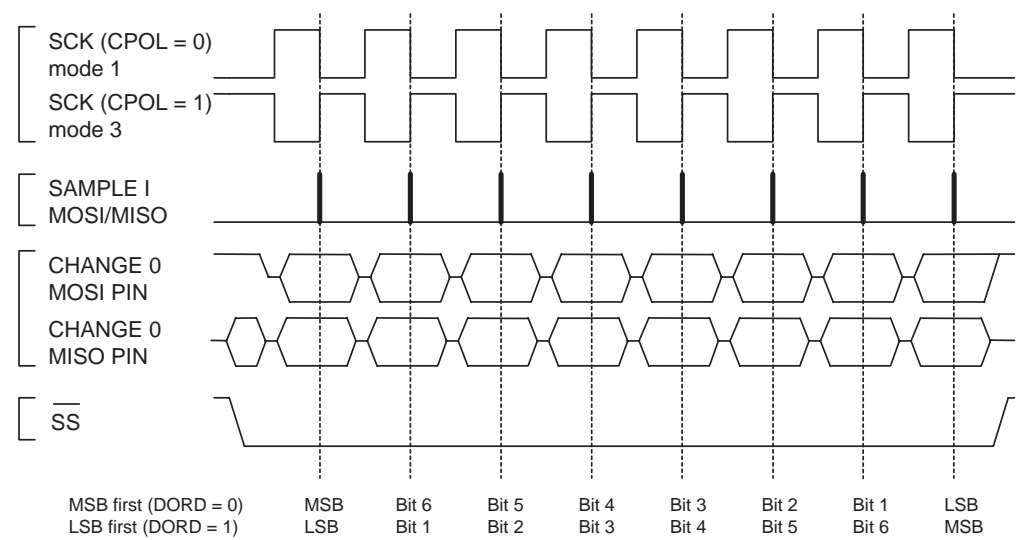 SCK (CPOL = 0)
mode 1
SCK (CPOL = 1)
mode 3
SAMPLE I
MOSI/MISO
CHANGE 0
MOSI PIN
CHANGE 0
MISO PIN
SS
MSB first (DORD = 0) MSB Bit 6 Bit 5 Bit 4 Bit 3 Bit 2 Bit 1 LSB
LSB first (DORD = 1) LSB Bit 1 Bit 2 Bit 3 Bit 4 Bit 5 Bit 6 MSB